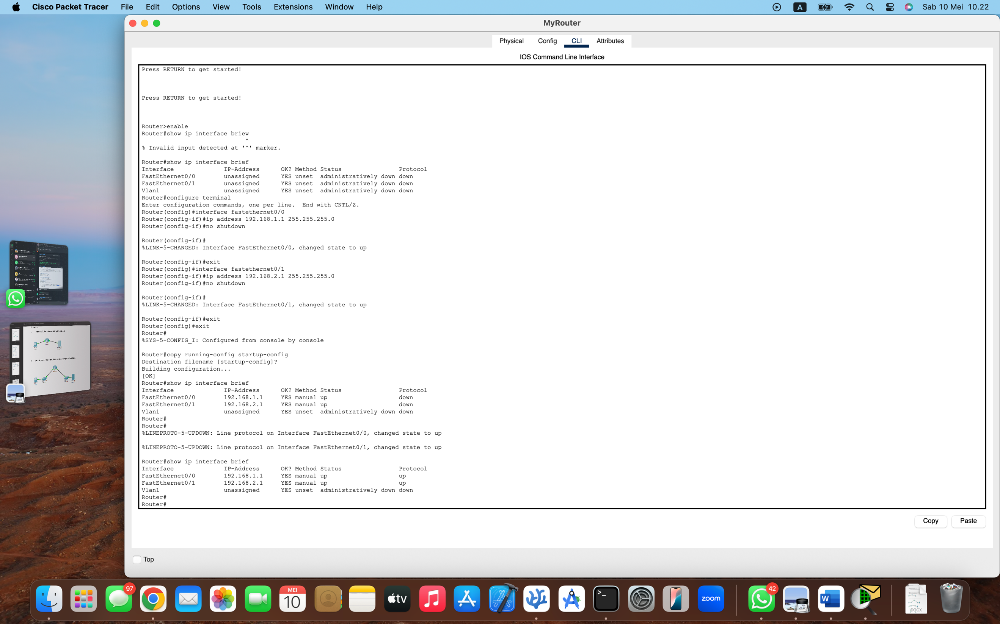 Cisco Packet Tracer File Edit Options View Tools Extensions Window Help A Sab 10 Mei 10.22
MyRouter
Physical Config CLI Attributes
IOS Command Line Interface
Press RETURN to get started!
Press RETURN to get started!
Router>enable
Router#show ip interface briew
^
% Invalid input detected at '^' marker.
Router#show ip interface brief
Interface IP-Address OK? Method Status Protocol
FastEthernet0/0 unassigned YES unset administratively down down
FastEthernet0/1 unassigned YES unset administratively down down
Vlan1 unassigned YES unset administratively down down
Router#configure terminal
Enter configuration commands, one per line. End with CNTL/Z.
Router(config)#interface fastethernet0/0
Router(config-if)#ip address 192.168.1.1 255.255.255.0
Router(config-if)#no shutdown
Router(config-if)#
%LINK-5-CHANGED: Interface FastEthernet0/0, changed state to up
Router(config-if)#exit
Router(config)#interface fastethernet0/1
Router(config-if)#ip address 192.168.2.1 255.255.255.0
Router(config-if)#no shutdown
Router(config-if)#
%LINK-5-CHANGED: Interface FastEthernet0/1, changed state to up
Router(config-if)#exit
Router(config)#exit
Router#
%SYS-5-CONFIG_I: Configured from console by console
Router#copy running-config startup-config
Destination filename [startup-config]?
Building configuration...
[OK]
Router#show ip interface brief
Interface IP-Address OK? Method Status Protocol
FastEthernet0/0 192.168.1.1 YES manual up down
FastEthernet0/1 192.168.2.1 YES manual up down
Vlan1 unassigned YES unset administratively down down
Router#
Router#
%LINEPROTO-5-UPDOWN: Line protocol on Interface FastEthernet0/0, changed state to up
%LINEPROTO-5-UPDOWN: Line protocol on Interface FastEthernet0/1, changed state to up
Router#show ip interface brief
Interface IP-Address OK? Method Status Protocol
FastEthernet0/0 192.168.1.1 YES manual up up
FastEthernet0/1 192.168.2.1 YES manual up up
Vlan1 unassigned YES unset administratively down down
Router#
Router#
Copy Paste
Top
97
MEI
10
tv
>_
zoom
42
W
DOCX